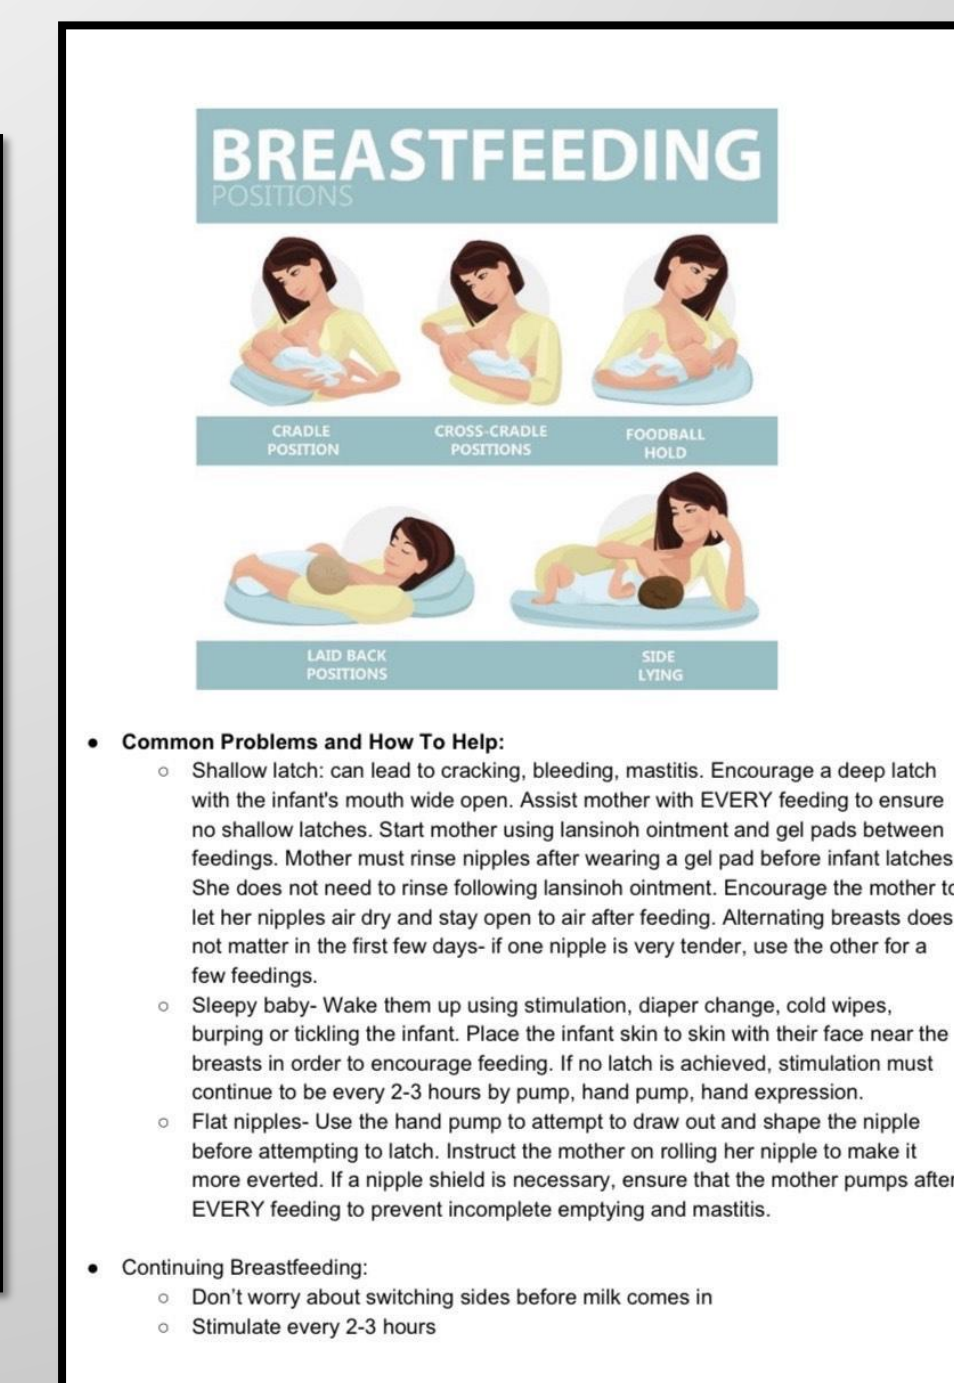 BREASTFEEDING
POSITIONS
CRADLE
POSITION
CROSS-CRADLE
POSITIONS
FOODBALL
HOLD
LAID BACK
POSITIONS
SIDE
LYING
● Common Problems and How To Help:
○ Shallow latch: can lead to cracking, bleeding, mastitis. Encourage a deep latch
with the infant's mouth wide open. Assist mother with EVERY feeding to ensure
no shallow latches. Start mother using lansinoh ointment and gel pads between
feedings. Mother must rinse nipples after wearing a gel pad before infant latches
She does not need to rinse following lansinoh ointment. Encourage the mother to
let her nipples air dry and stay open to air after feeding. Alternating breasts does
not matter in the first few days- if one nipple is very tender, use the other for a
few feedings.
○ Sleepy baby- Wake them up using stimulation, diaper change, cold wipes,
burping or tickling the infant. Place the infant skin to skin with their face near the
breasts in order to encourage feeding. If no latch is achieved, stimulation must
continue to be every 2-3 hours by pump, hand pump, hand expression.
○ Flat nipples- Use the hand pump to attempt to draw out and shape the nipple
before attempting to latch. Instruct the mother on rolling her nipple to make it
more everted. If a nipple shield is necessary, ensure that the mother pumps after
EVERY feeding to prevent incomplete emptying and mastitis.
● Continuing Breastfeeding:
○ Don't worry about switching sides before milk comes in
○ Stimulate every 2-3 hours